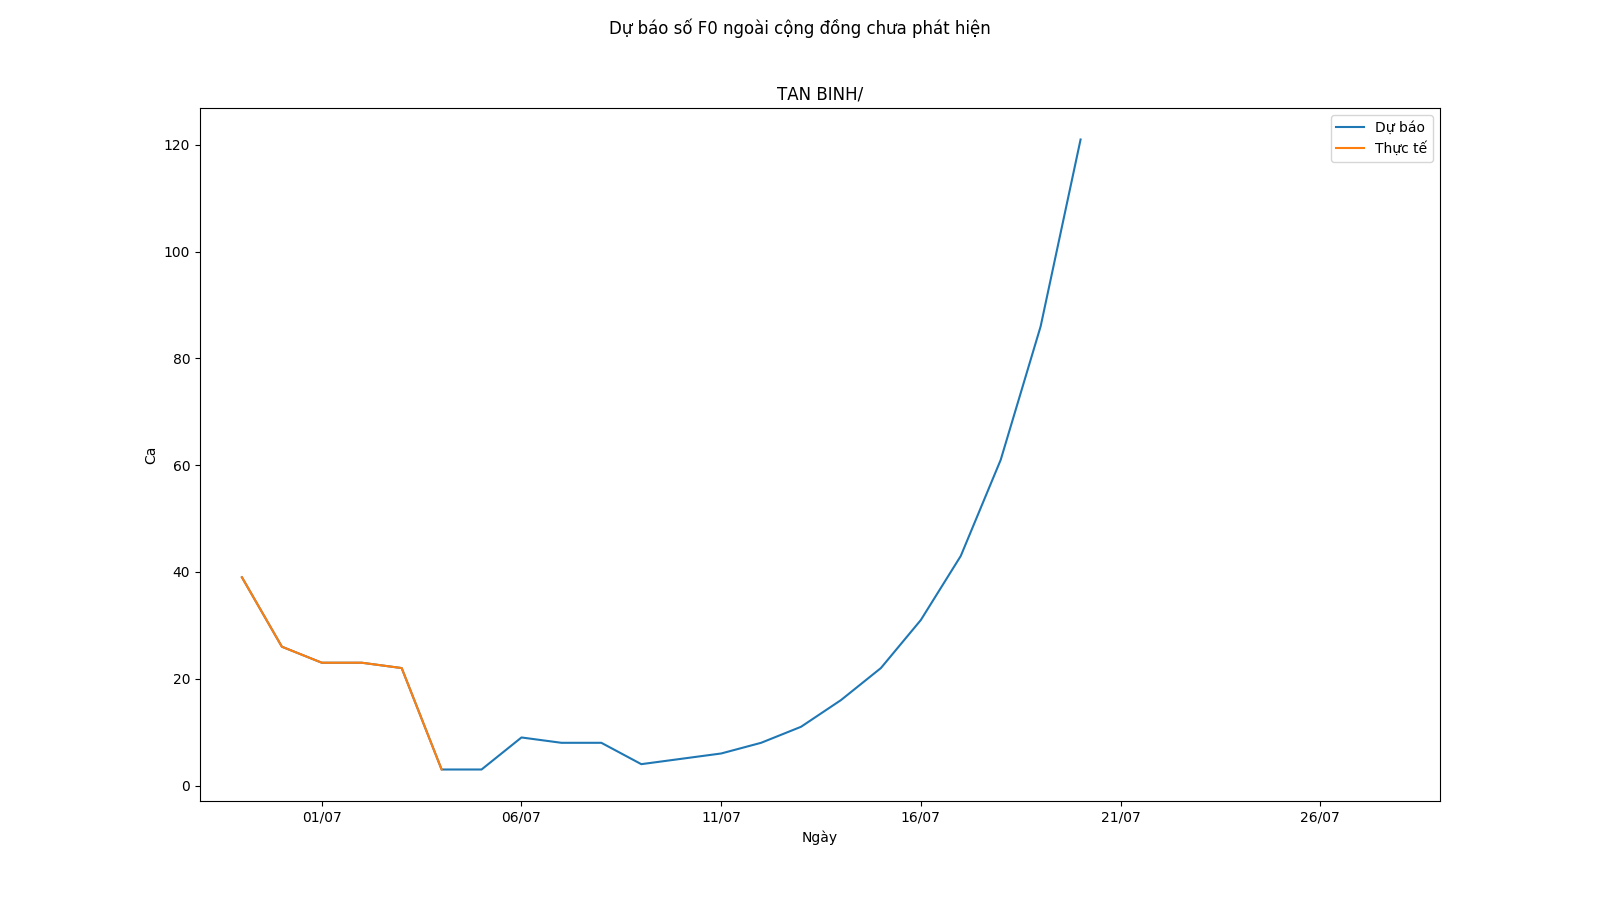 Dự báo số F0 ngoài cộng đồng chưa phát hiện
TAN BINH/
Dự báo
Thực tế
120
100
80
60
40
20
0
Ca
01/07 06/07 11/07 16/07 21/07 26/07
Ngày